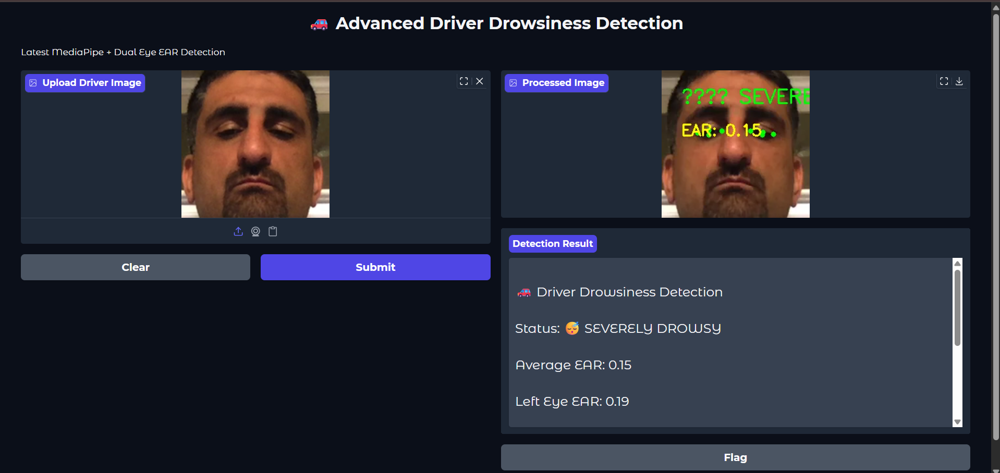 🚗 Advanced Driver Drowsiness Detection
Latest MediaPipe + Dual Eye EAR Detection
Upload Driver Image
Clear
Submit
Processed Image
???? SEVERE
EAR: 0.15
Detection Result
🚗 Driver Drowsiness Detection
Status: 😴 SEVERELY DROWSY
Average EAR: 0.15
Left Eye EAR: 0.19
Flag